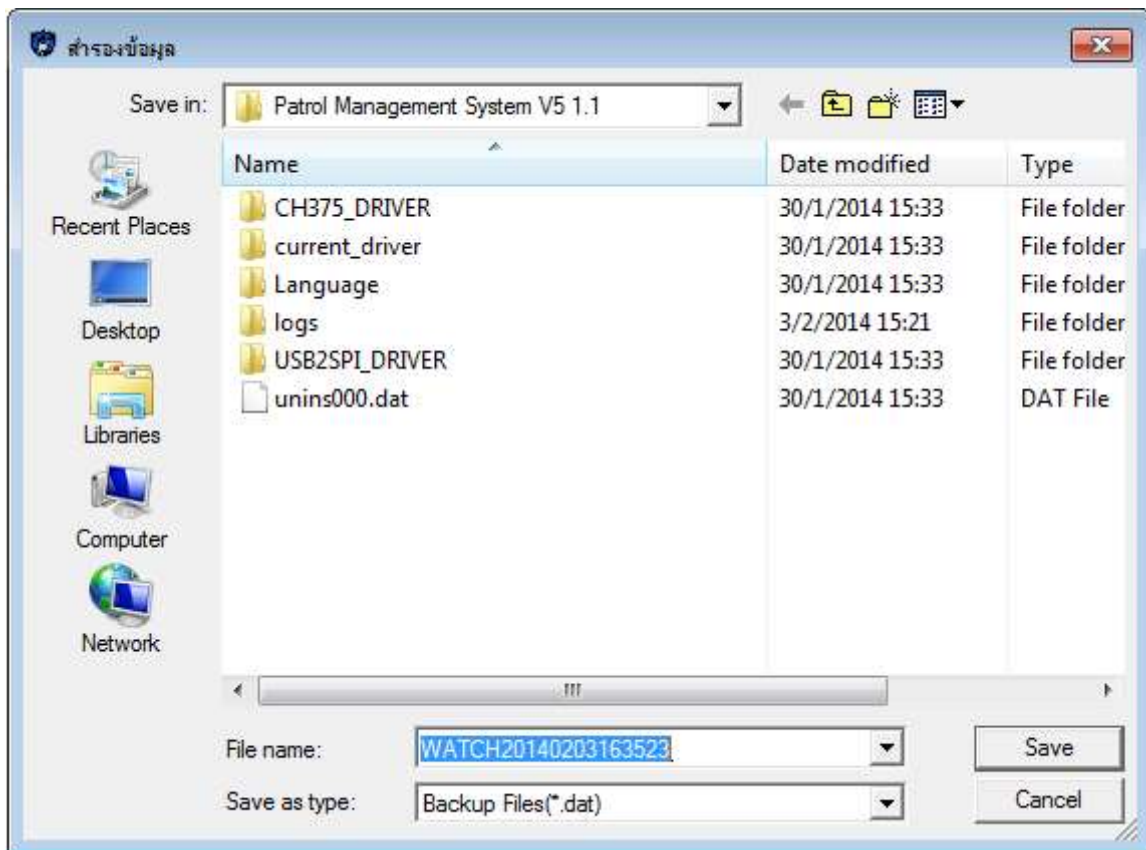 สำรองข้อมูล
Save in: Patrol Management System V5 1.1
Name Date modified Type
CH375_DRIVER 30/1/2014 15:33 File folder
current_driver 30/1/2014 15:33 File folder
Language 30/1/2014 15:33 File folder
logs 3/2/2014 15:21 File folder
USB2SPI_DRIVER 30/1/2014 15:33 File folder
unins000.dat 30/1/2014 15:33 DAT File
Recent Places
Desktop
Libraries
Computer
Network
File name: WATCH20140203163523 Save
Save as type: Backup Files(*.dat) Cancel